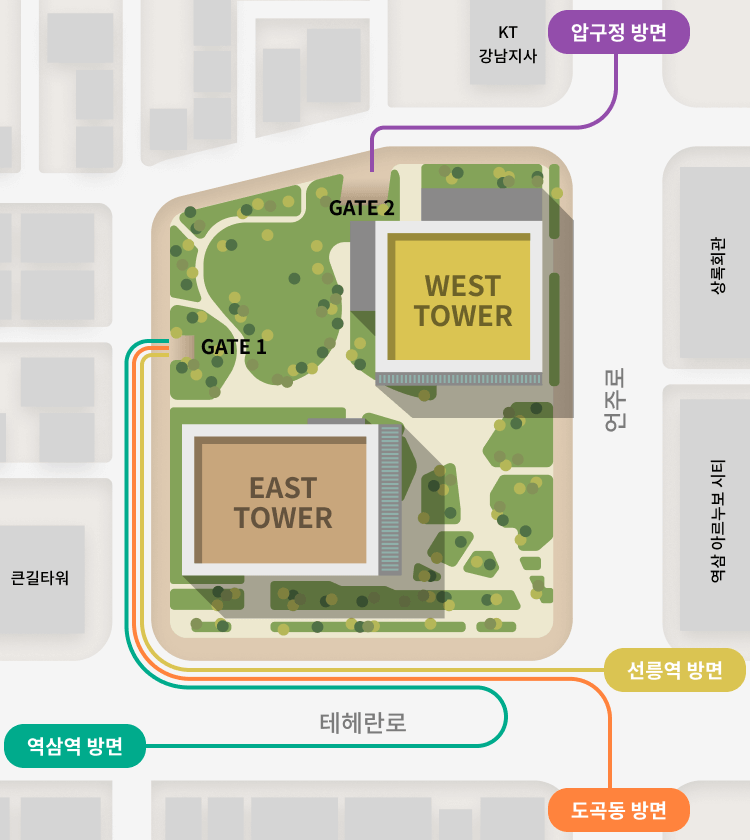 압구정 방면
KT
강남지사
GATE 2
WEST
TOWER
상록회관
GATE 1
언주로
EAST
TOWER
역삼 아르누보 시티
큰길타워
선릉역 방면
테헤란로
역삼역 방면
도곡동 방면